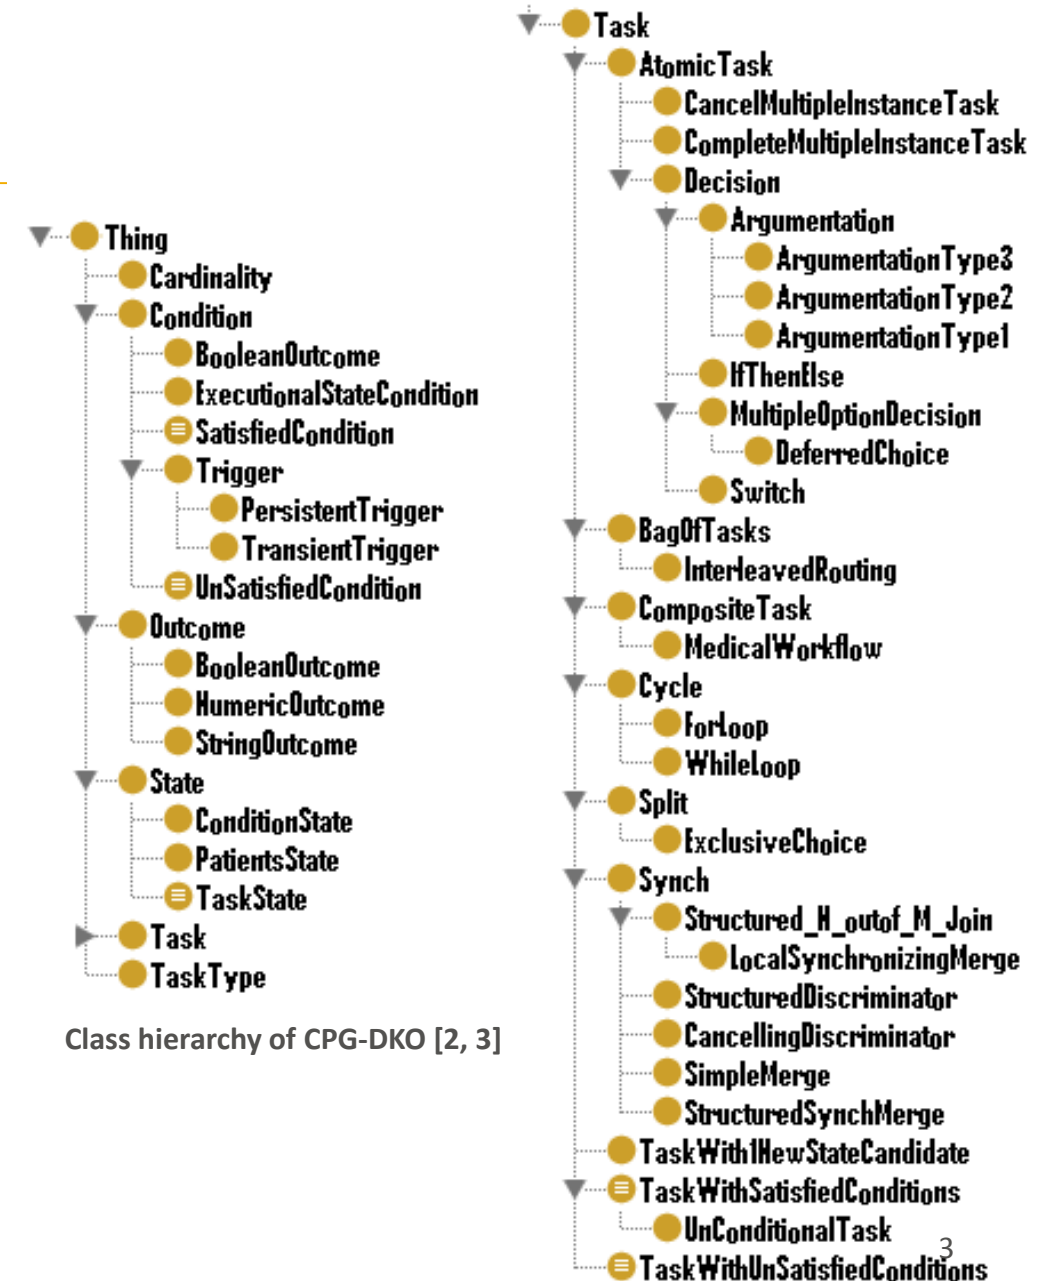 Thing
Cardinality
Condition
BooleanOutcome
ExecutionalStateCondition
SatisfiedCondition
Trigger
PersistentTrigger
TransientTrigger
UnSatisfiedCondition
Outcome
BooleanOutcome
NumericOutcome
StringOutcome
State
ConditionState
PatientsState
TaskState
Task
TaskType
Class hierarchy of CPG-DKO [2, 3]
Task
AtomicTask
CancelMultipleInstanceTask
CompleteMultipleInstanceTask
Decision
Argumentation
ArgumentationType3
ArgumentationType2
ArgumentationType1
IfThenElse
MultipleOptionDecision
DeferredChoice
Switch
BagOfTasks
InterleavedRouting
CompositeTask
MedicalWorkflow
Cycle
ForLoop
WhileLoop
Split
ExclusiveChoice
Synch
Structured_N_outof_M_Join
LocalSynchronizingMerge
StructuredDiscriminator
CancellingDiscriminator
SimpleMerge
StructuredSynchMerge
TaskWith1NewStateCandidate
TaskWithSatisfiedConditions
UnConditionalTask
TaskWithUnSatisfiedConditions
3